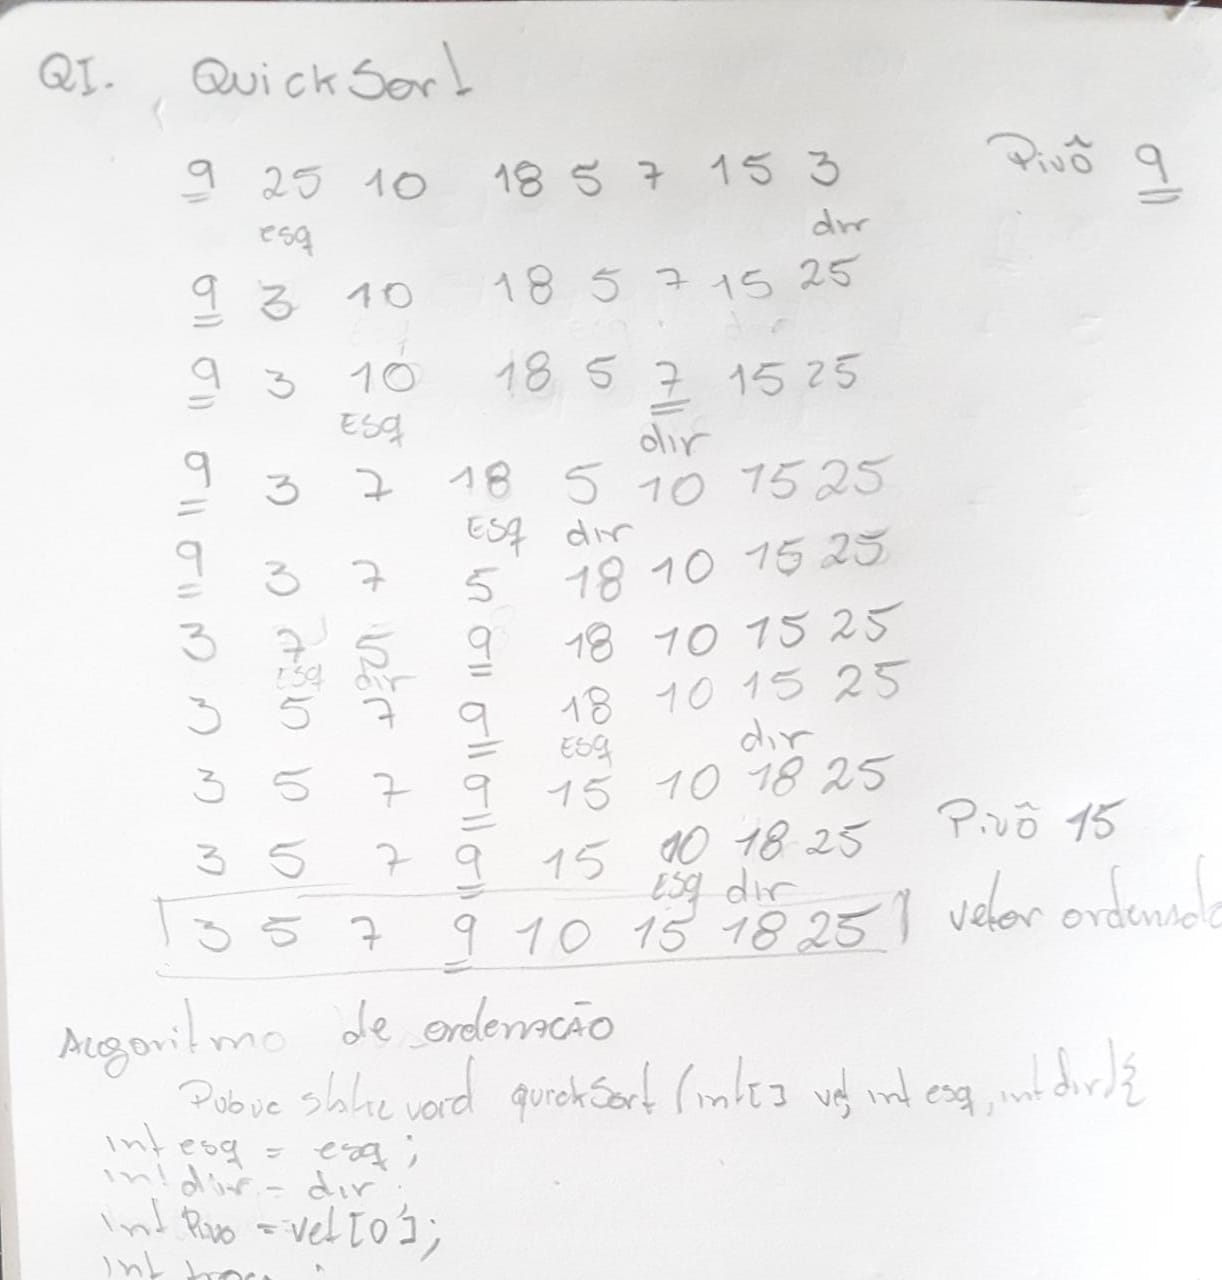 QI. QuickSort
9 25 10 18 5 7 15 3 Pivô 9
esq dir
9 3 10 18 5 7 15 25
9 3 10 18 5 7 15 25
Esq dir
9 3 7 18 5 10 15 25
Esq dir
9 3 7 5 18 10 15 25
3 7 5 9 18 10 15 25
Esq dir
3 5 7 9 18 10 15 25
Esq dir
3 5 7 9 15 10 18 25
3 5 7 9 15 10 18 25 Pivô 15
Esq dir
3 5 7 9 10 15 18 25 vetor ordenado
Algoritmo de ordenação
Public static void quickSort (int[] vet, int esq, int dir){
int esq = esq;
int dir = dir
int Pivo = vet[0];
int